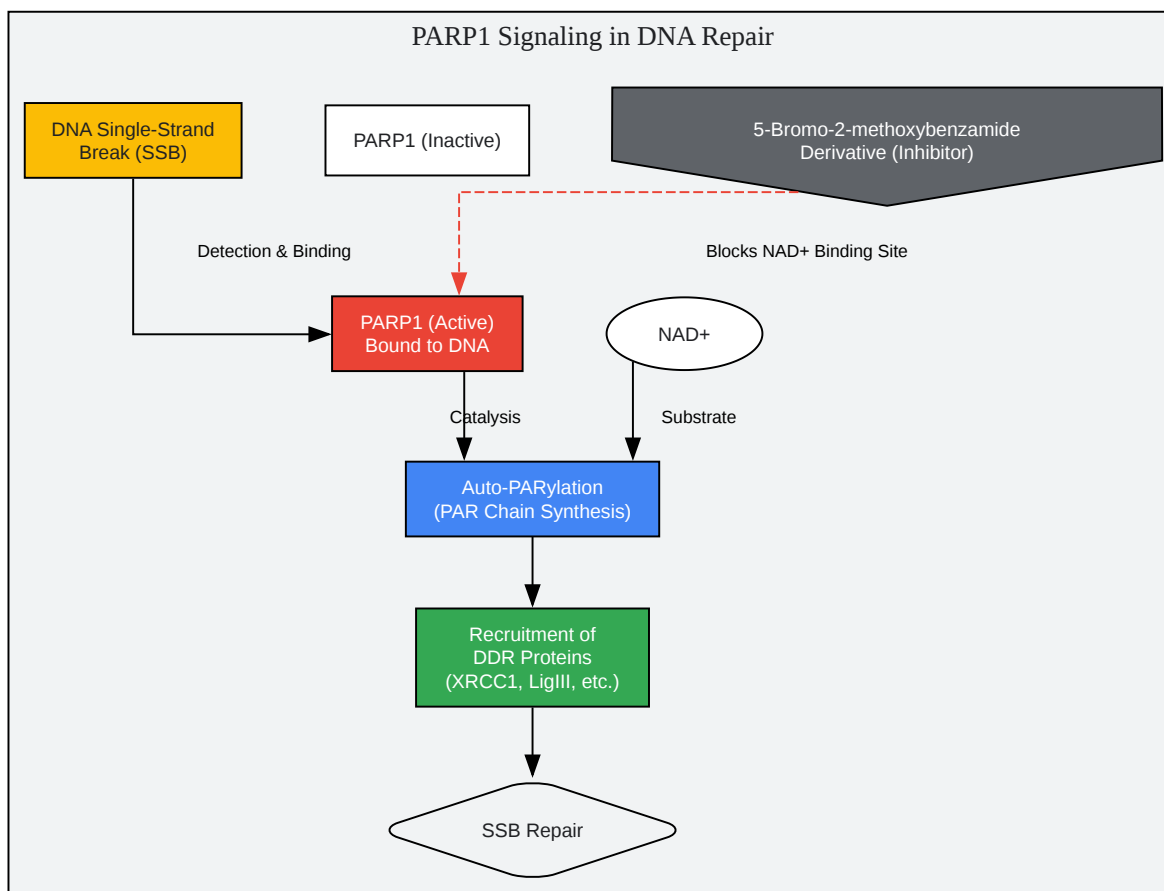 PARP1 Signaling in DNA Repair
DNA Single-Strand
Break (SSB)
PARP1 (Inactive)
5-Bromo-2-methoxybenzamide
Derivative (Inhibitor)
Detection & Binding
Blocks NAD+ Binding Site
PARP1 (Active)
Bound to DNA
NAD+
Catalysis
Substrate
Auto-PARylation
(PAR Chain Synthesis)
Recruitment of
DDR Proteins
(XRCC1, LigIII, etc.)
SSB Repair